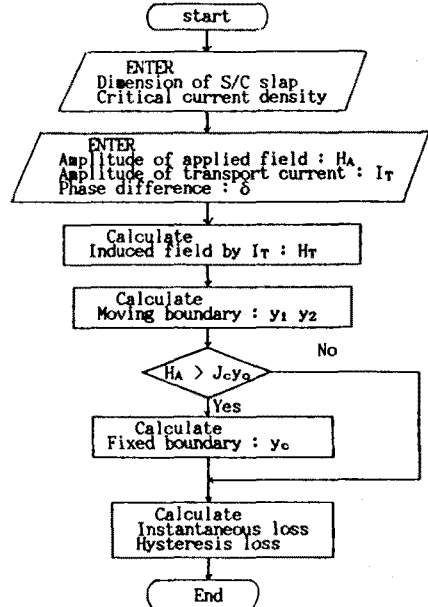 start
ENTER
Dimension of S/C slap
Critical current density
ENTER
Amplitude of applied field : HA
Amplitude of transport current : IT
Phase difference : δ
Calculate
Induced field by IT : HT
Calculate
Moving boundary : y1 y2
No
HA > Jcyo
Yes
Calculate
Fixed boundary : yc
Calculate
Instantaneous loss
Hysteresis loss
End